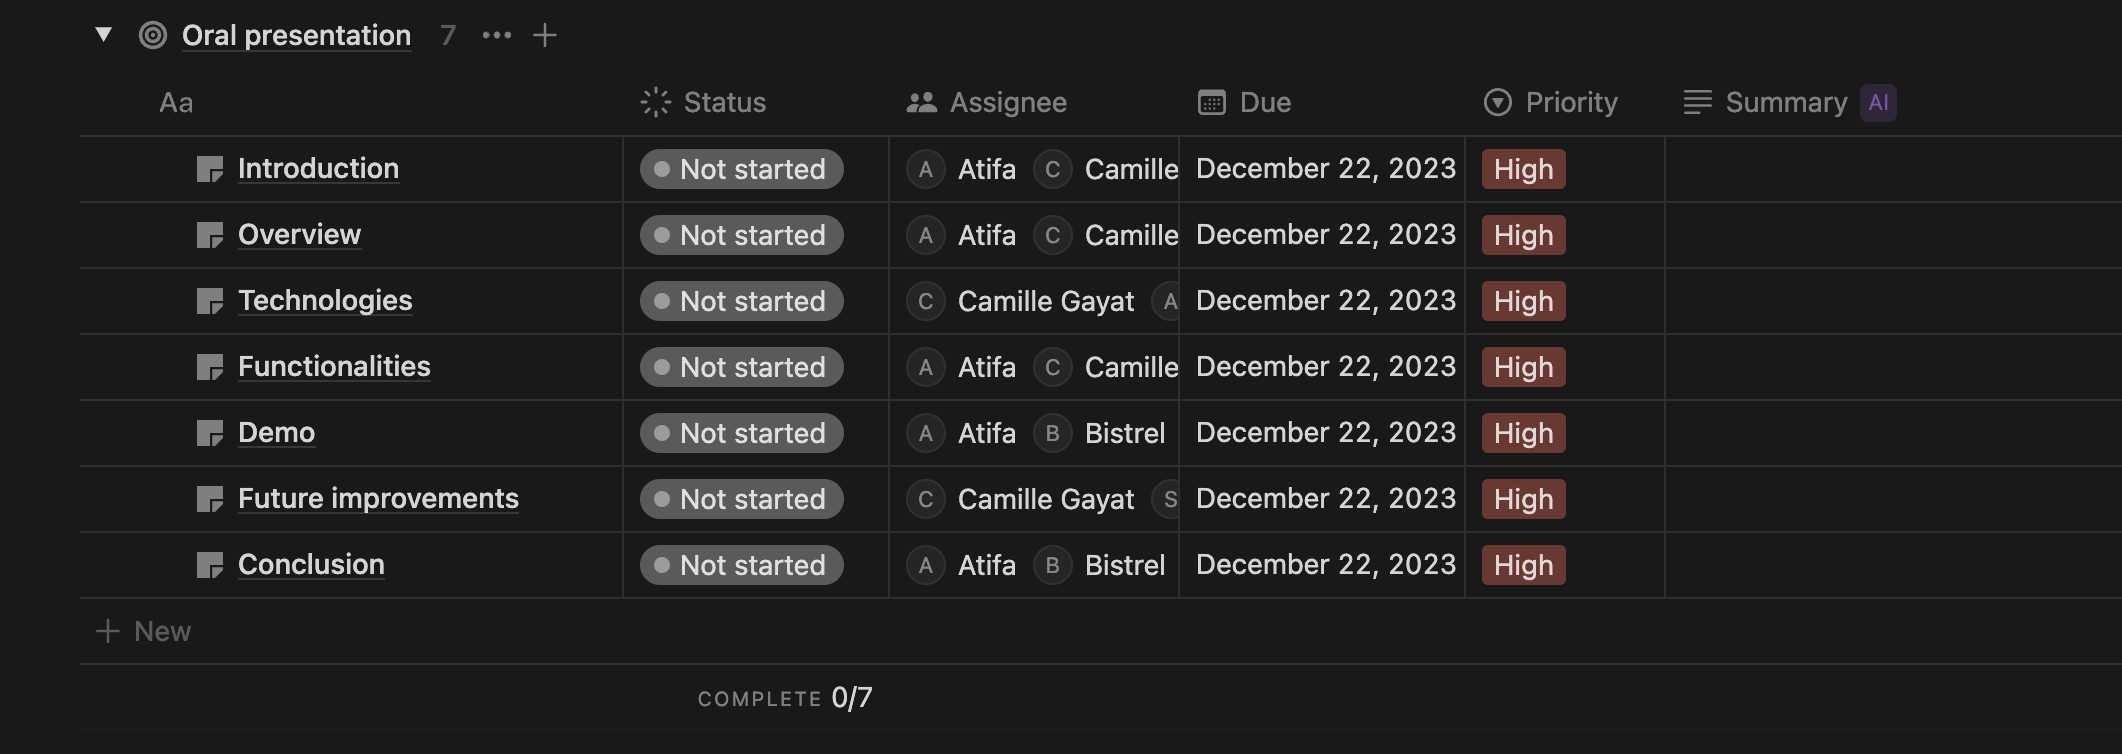 Oral presentation 7
Aa Status Assignee Due Priority Summary AI
Introduction Not started A Atifa C Camille December 22, 2023 High
Overview Not started A Atifa C Camille December 22, 2023 High
Technologies Not started C Camille Gayat A December 22, 2023 High
Functionalities Not started A Atifa C Camille December 22, 2023 High
Demo Not started A Atifa B Bistrel December 22, 2023 High
Future improvements Not started C Camille Gayat S December 22, 2023 High
Conclusion Not started A Atifa B Bistrel December 22, 2023 High
New
COMPLETE 0/7